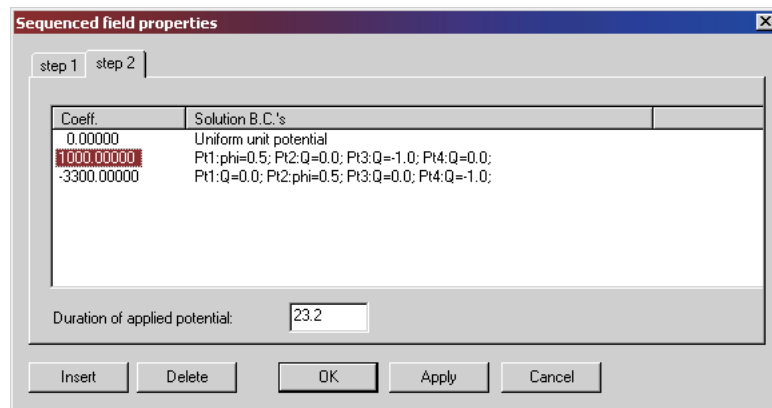 Sequenced field properties
step 1 step 2
Coeff. Solution B.C.'s
0.00000 Uniform unit potential
1000.00000 Pt1:phi=0.5; Pt2:Q=0.0; Pt3:Q=-1.0; Pt4:Q=0.0;
-3300.00000 Pt1:Q=0.0; Pt2:phi=0.5; Pt3:Q=0.0; Pt4:Q=-1.0;
Duration of applied potential: 23.2
Insert Delete OK Apply Cancel